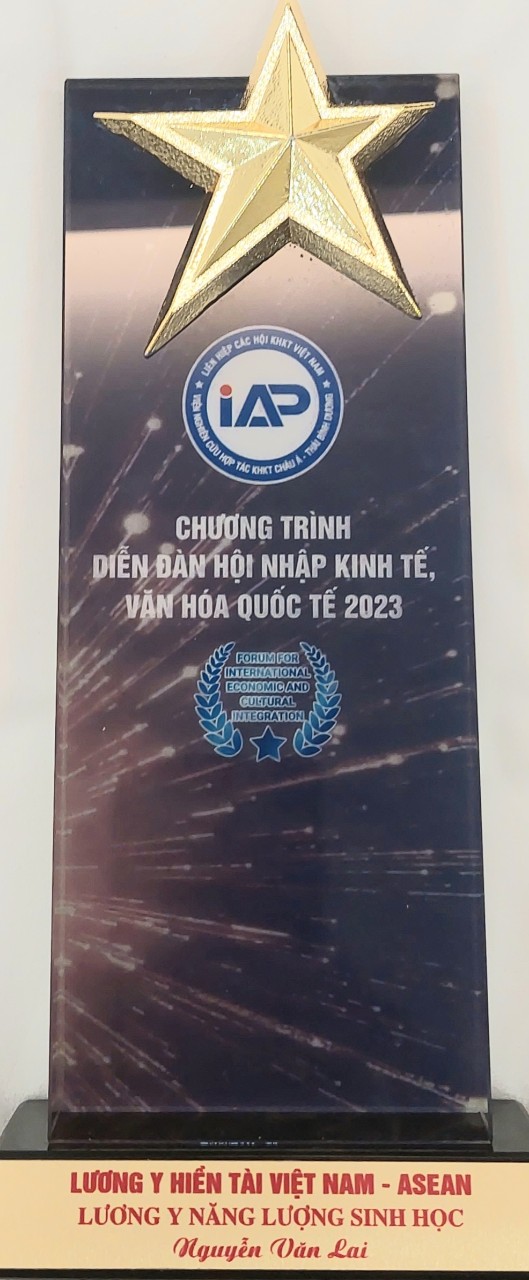 LIÊN HIỆP CÁC HỘI KHKT VIỆT NAM
iAP
VIỆN NGHIÊN CỨU HỢP TÁC KHKT CHÂU Á - THÁI BÌNH DƯƠNG
CHƯƠNG TRÌNH
DIỄN ĐÀN HỘI NHẬP KINH TẾ,
VĂN HÓA QUỐC TẾ 2023
FORUM FOR
INTERNATIONAL
ECONOMIC AND
CULTURAL
INTEGRATION
LƯƠNG Y HIỀN TÀI VIỆT NAM - ASEAN
LƯƠNG Y NĂNG LƯỢNG SINH HỌC
Nguyễn Văn Lai